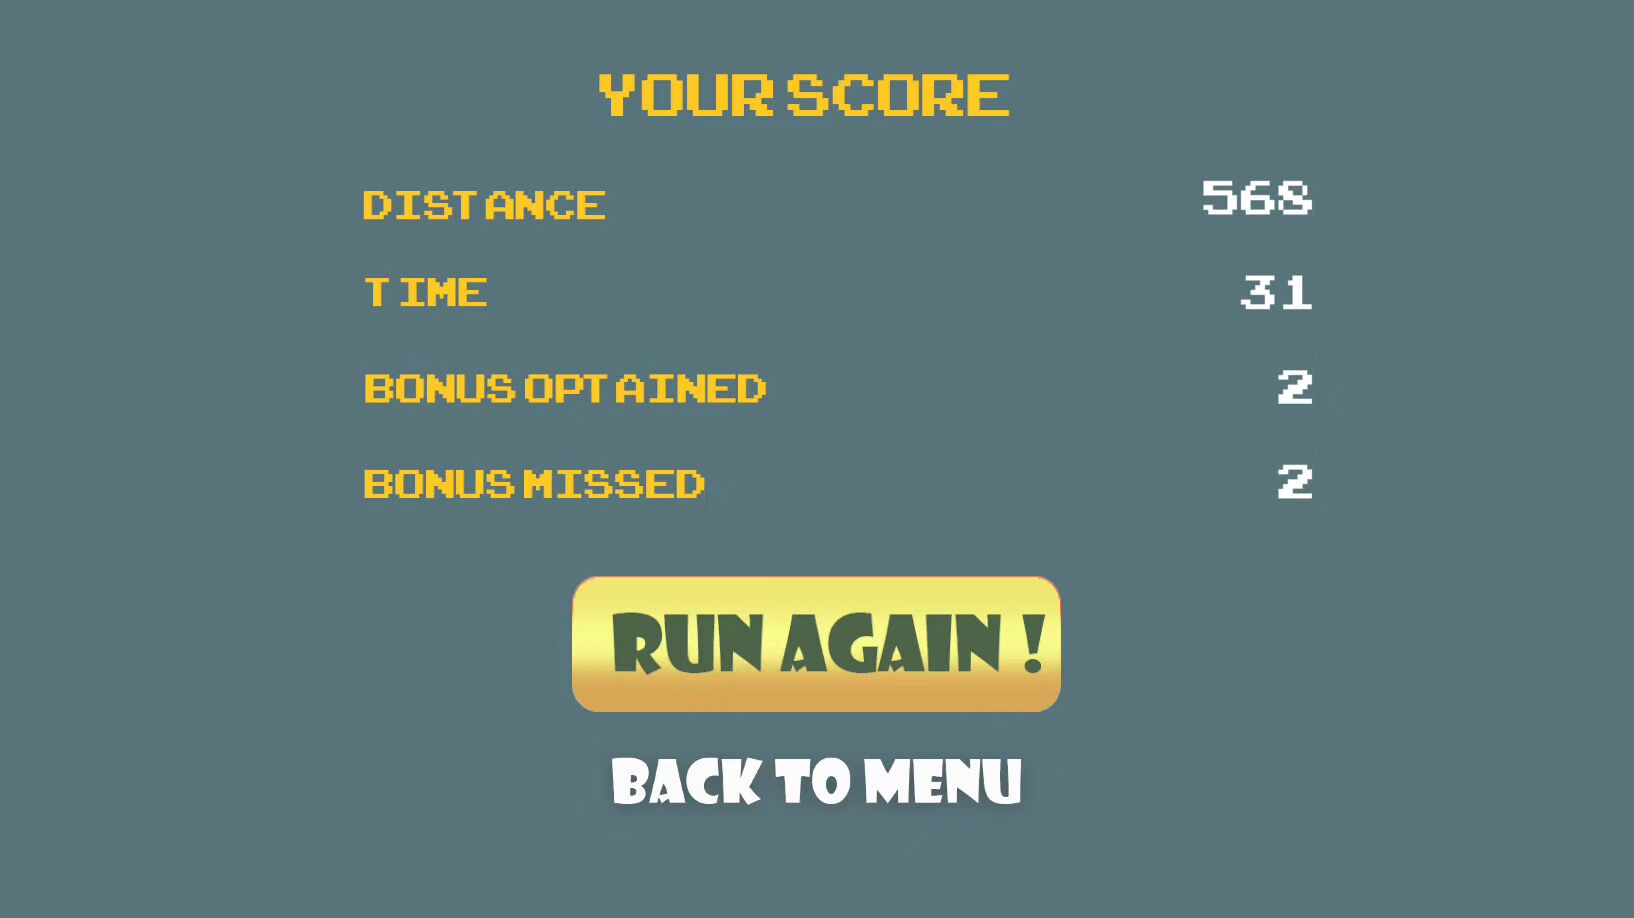 YOUR SCORE
DISTANCE 568
TIME 31
BONUS OPTAINED 2
BONUS MISSED 2
RUN AGAIN !
BACK TO MENU